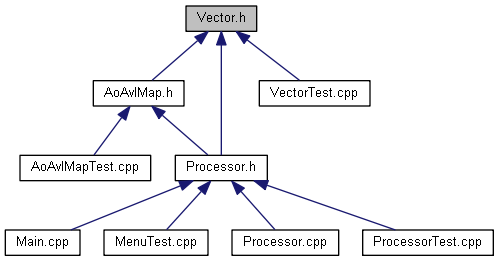 Vector.h
AoAvlMap.h
VectorTest.cpp
AoAvlMapTest.cpp
Processor.h
Main.cpp
MenuTest.cpp
Processor.cpp
ProcessorTest.cpp